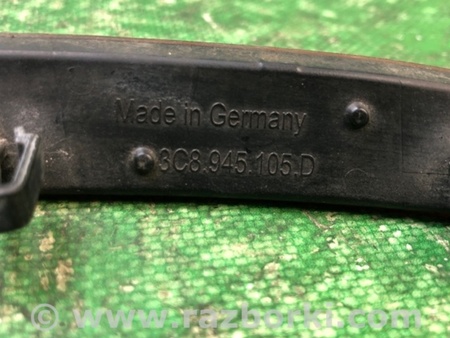 Made in Germany
3C8.945.105.D
© www.razborki.com